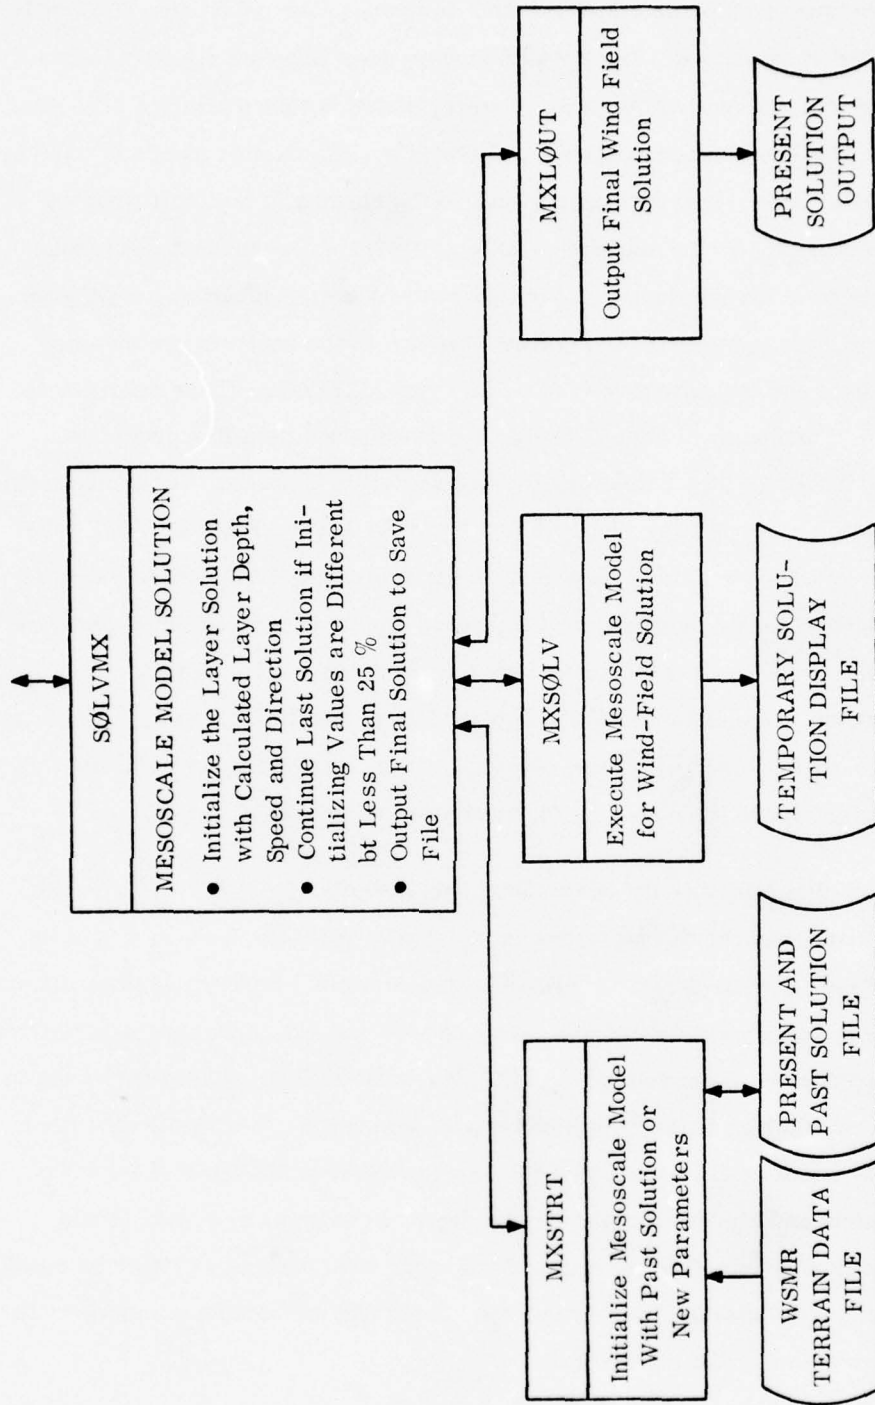 SØLVMX
MESOSCALE MODEL SOLUTION
● Initialize the Layer Solution
with Calculated Layer Depth,
Speed and Direction
● Continue Last Solution if Ini-
tializing Values are Different
bt Less Than 25 %
● Output Final Solution to Save
File
MXSTRT
Initialize Mesoscale Model
With Past Solution or
New Parameters
MXSØLV
Execute Mesoscale Model
for Wind-Field Solution
MXLØUT
Output Final Wind Field
Solution
WSMR
TERRAIN DATA
FILE
PRESENT AND
PAST SOLUTION
FILE
TEMPORARY SOLU-
TION DISPLAY
FILE
PRESENT
SOLUTION
OUTPUT